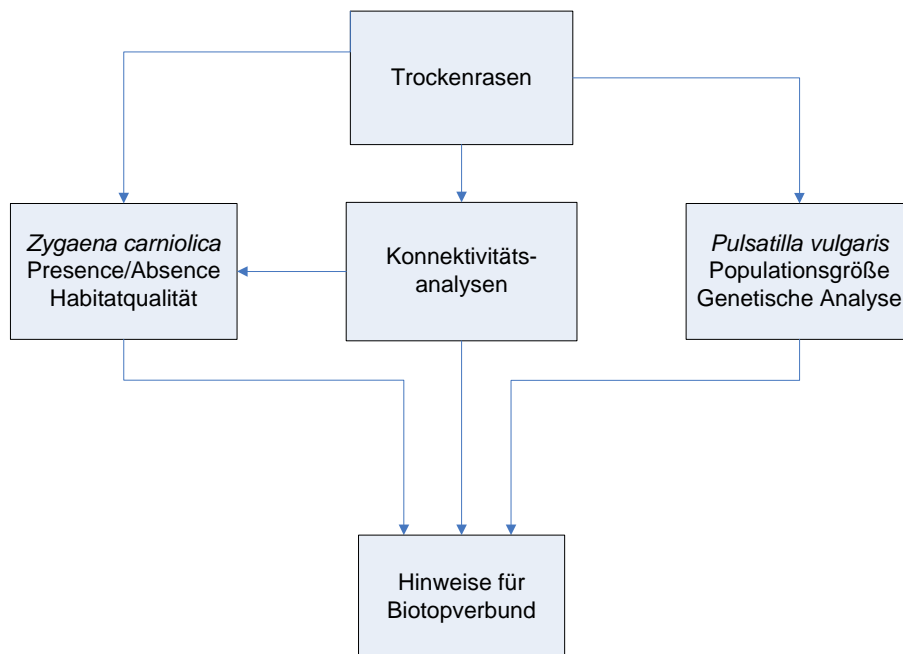 Trockenrasen
Zygaena carniolica
Presence/Absence
Habitatqualität
Konnektivitäts-
analysen
Pulsatilla vulgaris
Populationsgröße
Genetische Analyse
Hinweise für
Biotopverbund